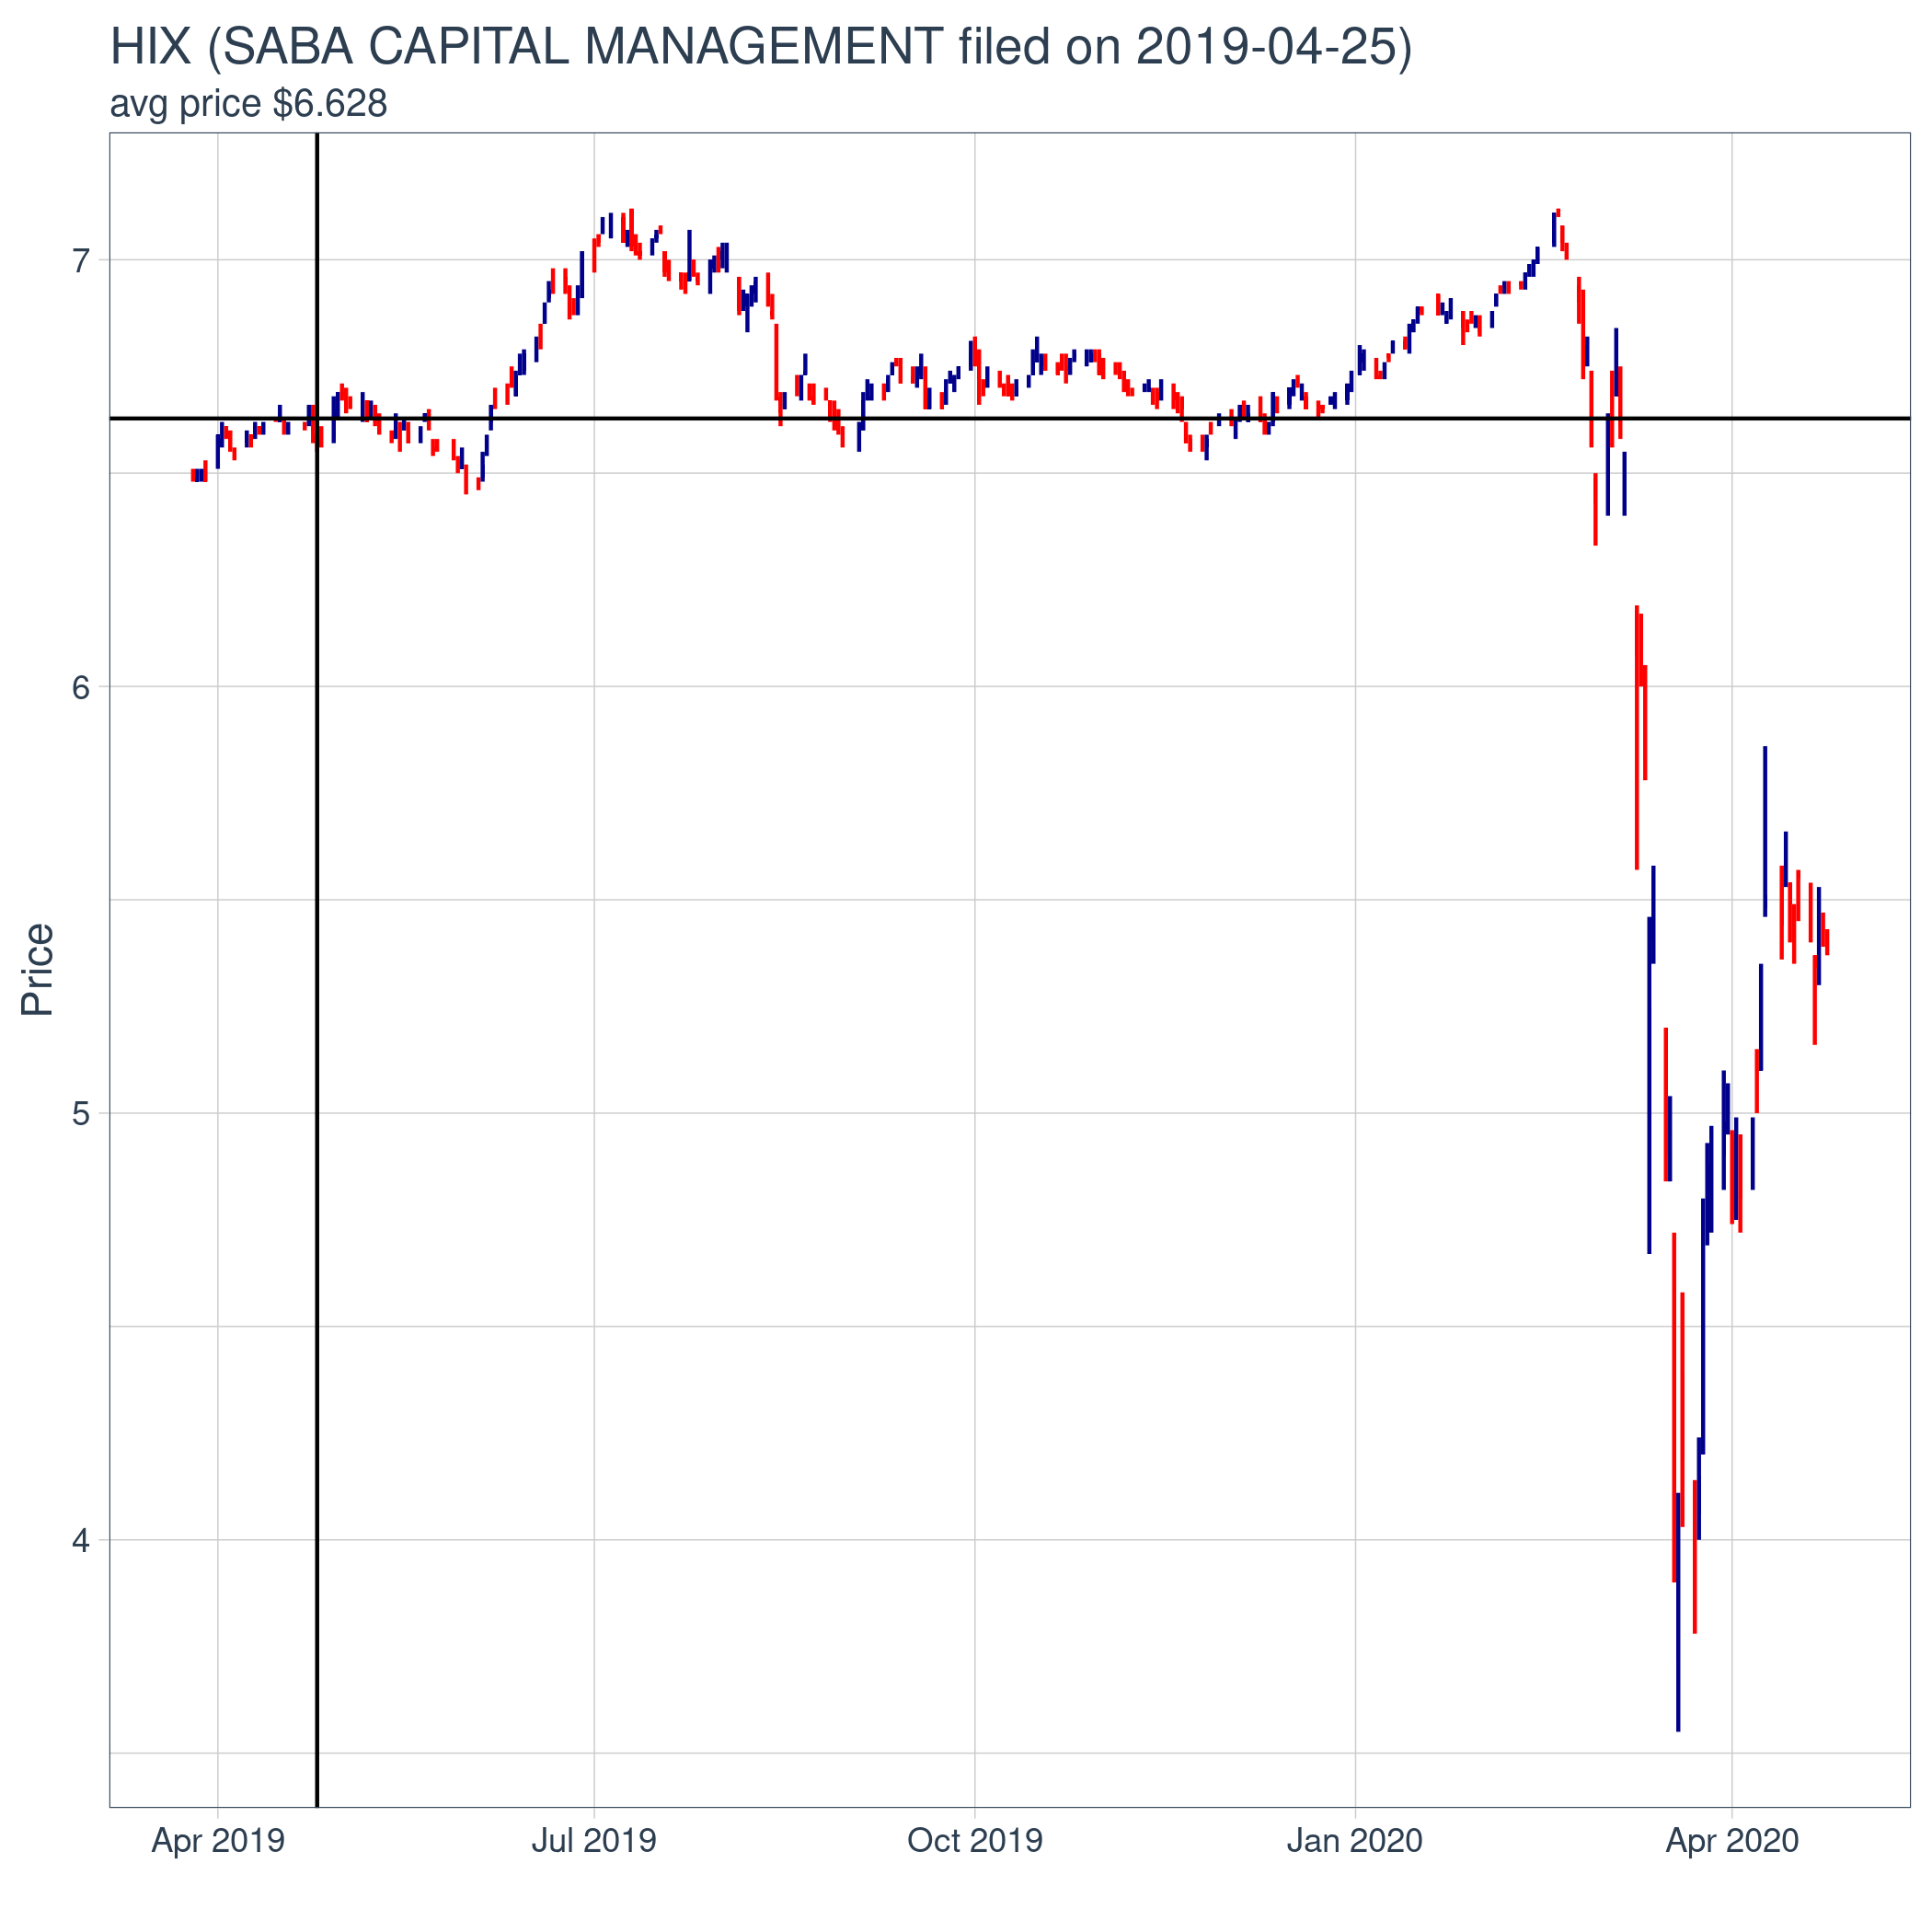 HIX (SABA CAPITAL MANAGEMENT filed on 2019-04-25)
avg price $6.628
7
6
5
4
Price
Apr 2019
Jul 2019
Oct 2019
Jan 2020
Apr 2020